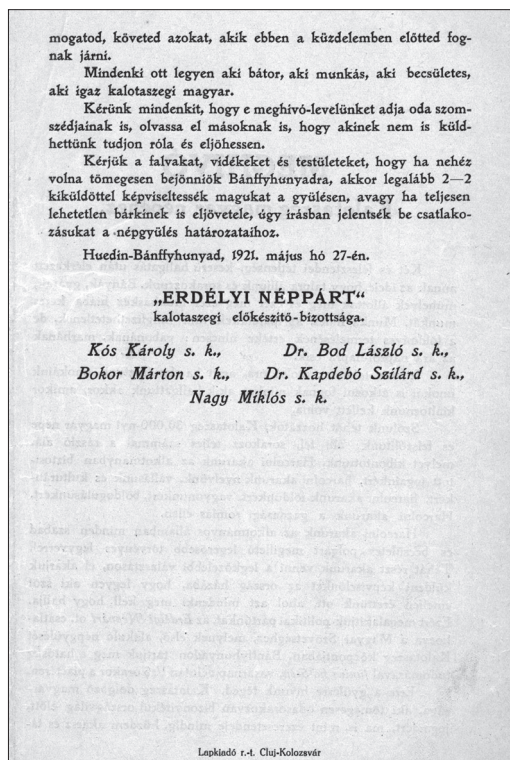 mogatod, követed azokat, akik ebben a küzdelemben előtted fog-
nak járni.
Mindenki ott legyen aki bátor, aki munkás, aki becsületes,
aki igaz kalotaszegi magyar.
Kérünk mindenkit, hogy e meghivó-levelünket adja oda szom-
szédjainak is, olvassa el másoknak is, hogy akinek nem is küld-
hettünk tudjon róla és eljöhessen.
Kérjük a falvakat, vidékeket és testületeket, hogy ha nehéz
volna tömegesen bejönniök Bánffyhunyadra, akkor legalább 2—2
kiküldöttel képviseltessék magukat a gyülésen, avagy ha teljesen
lehetetlen bárkinek is eljövetele, úgy irásban jelentsék be csatlako-
zásukat a népgyülés határozataihoz.
Huedin-Bánffyhunyad, 1921. május hó 27-én.
„ERDÉLYI NÉPPÁRT“
kalotaszegi előkészitő-bizottsága.
Kós Károly s. k., Dr. Bod László s. k.,
Bokor Márton s. k., Dr. Kapdebó Szilárd s. k.,
Nagy Miklós s. k.
Lapkiadó r.-t. Cluj-Kolozsvár